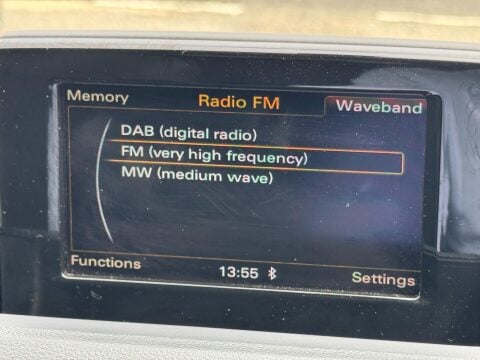 Memory Radio FM Waveband
DAB (digital radio)
FM (very high frequency)
MW (medium wave)
Functions 13:55 Settings